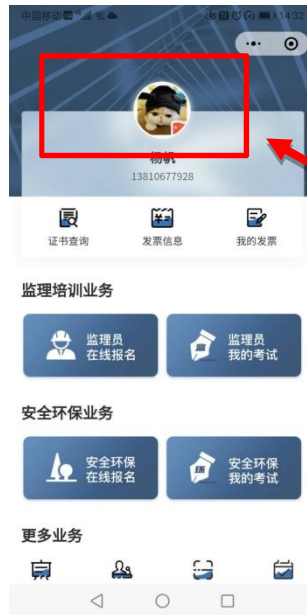 中国移动
14:32
杨帆
13810677928
证书查询
发票信息
我的发票
监理培训业务
监理员
在线报名
监理员
我的考试
安全环保业务
安全环保
在线报名
安全环保
我的考试
更多业务